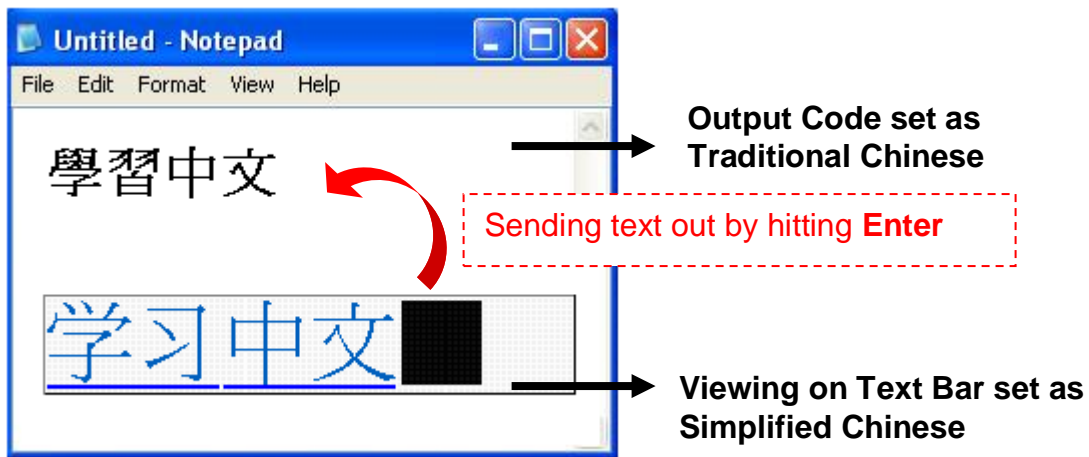 Untitled - Notepad
File Edit Format View Help
Output Code set as
Traditional Chinese
學習中文
Sending text out by hitting Enter
学习中文
Viewing on Text Bar set as
Simplified Chinese